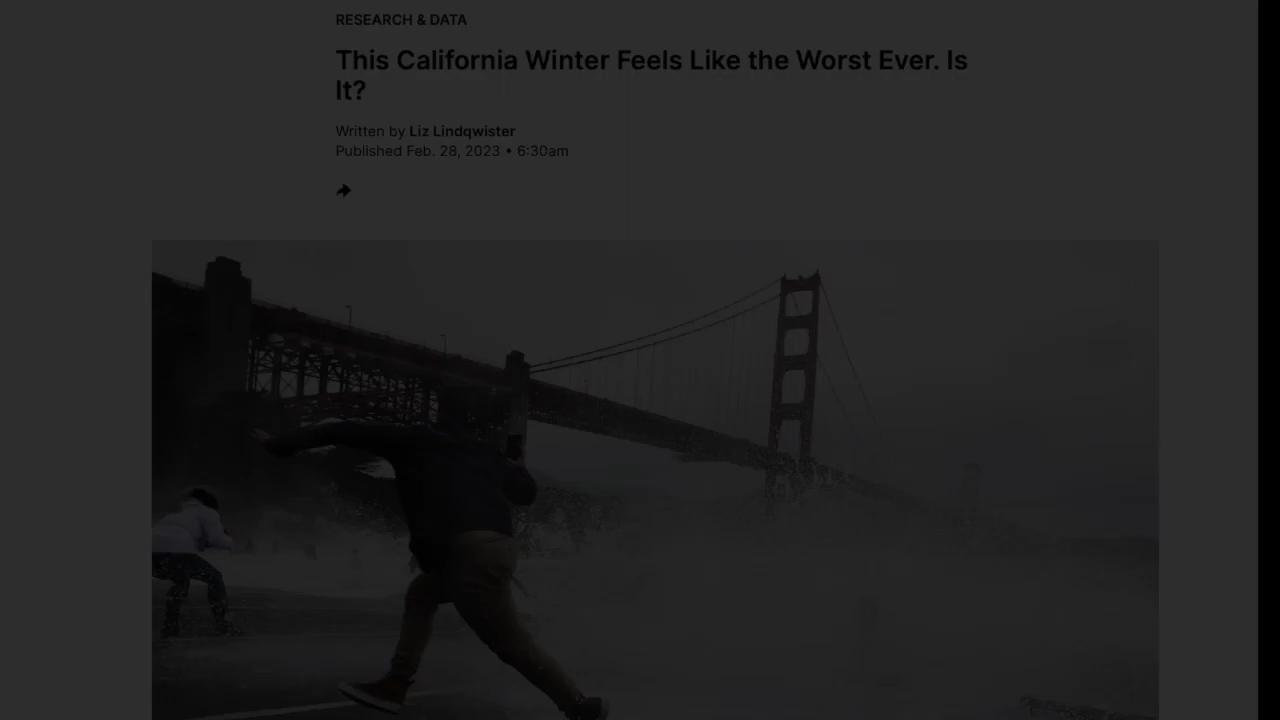 RESEARCH & DATA
This California Winter Feels Like the Worst Ever. Is
It?
Written by Liz Lindqwister
Published Feb. 28, 2023 • 6:30am